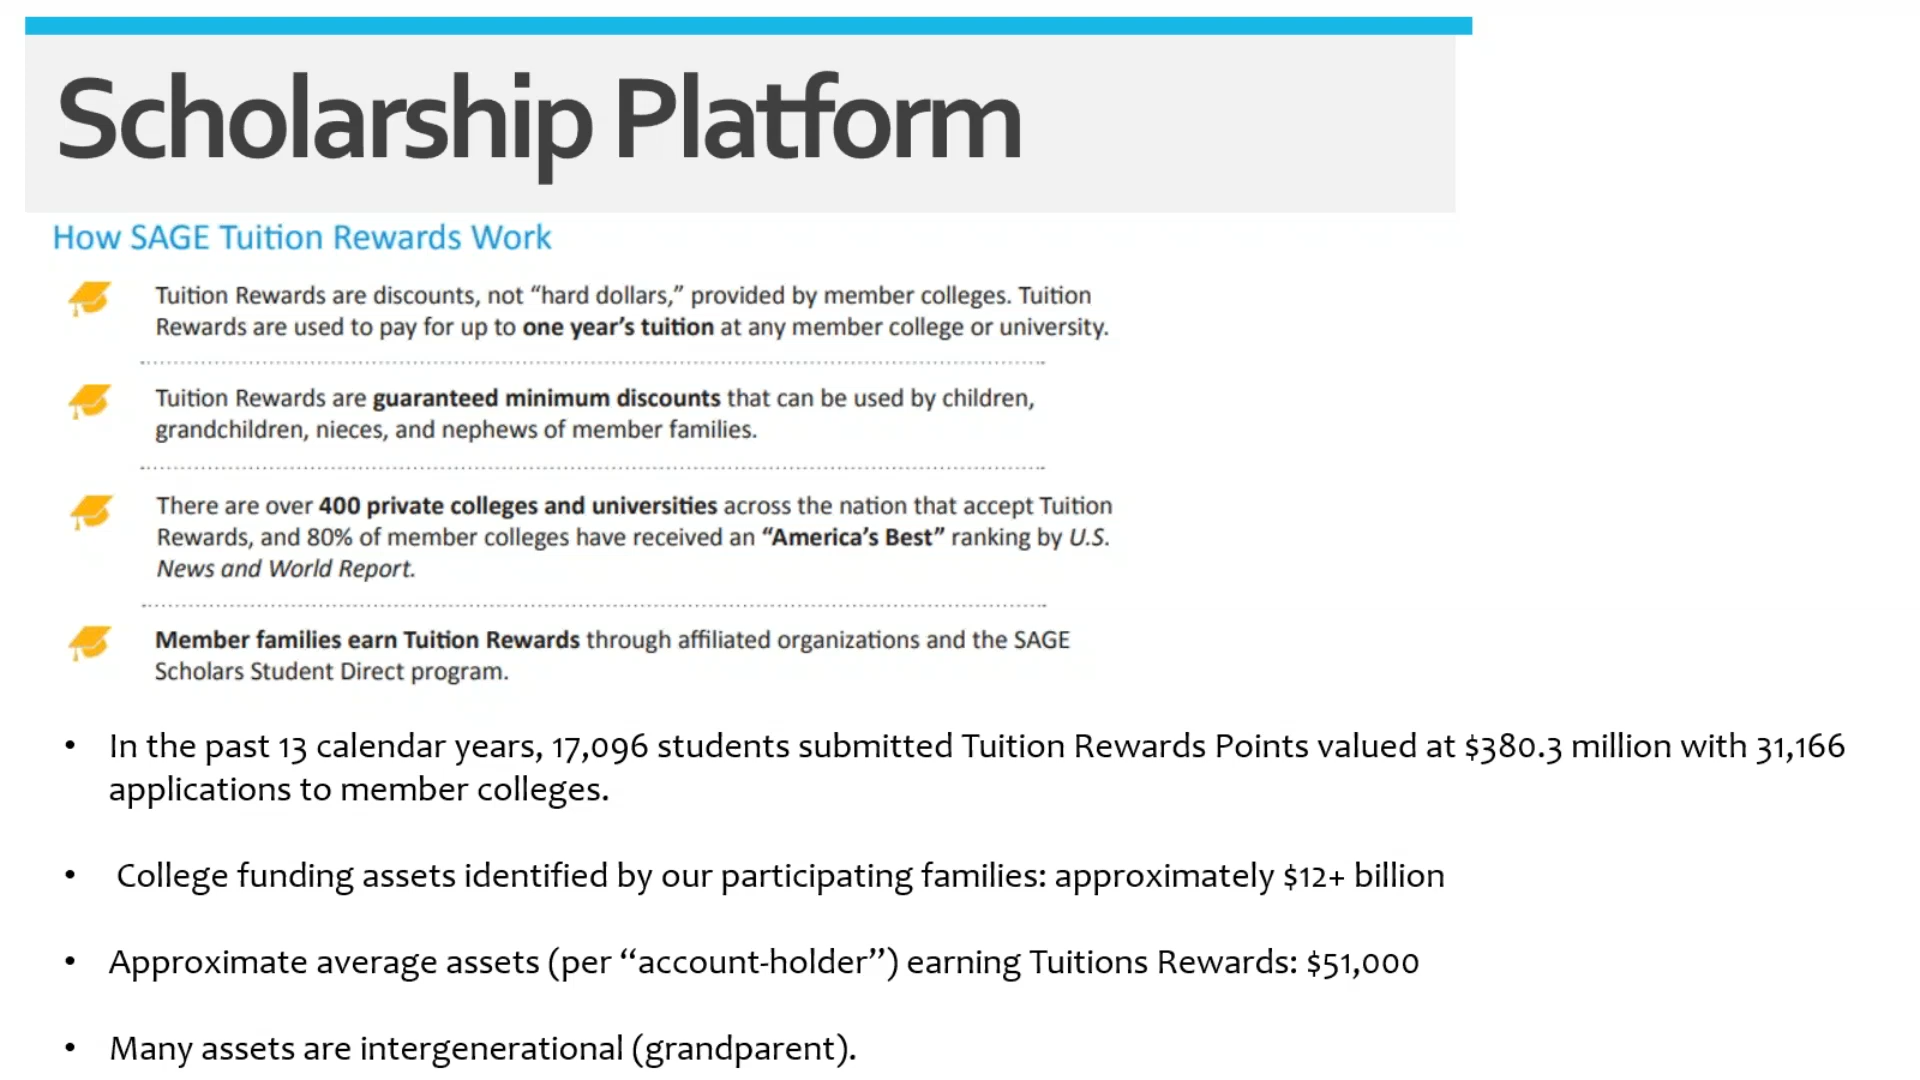 Scholarship Platform
How SAGE Tuition Rewards Work
Tuition Rewards are discounts, not “hard dollars,” provided by member colleges. Tuition
Rewards are used to pay for up to one year’s tuition at any member college or university.
Tuition Rewards are guaranteed minimum discounts that can be used by children,
grandchildren, nieces, and nephews of member families.
There are over 400 private colleges and universities across the nation that accept Tuition
Rewards, and 80% of member colleges have received an “America’s Best” ranking by U.S.
News and World Report.
Member families earn Tuition Rewards through affiliated organizations and the SAGE
Scholars Student Direct program.
• In the past 13 calendar years, 17,096 students submitted Tuition Rewards Points valued at $380.3 million with 31,166
applications to member colleges.
• College funding assets identified by our participating families: approximately $12+ billion
• Approximate average assets (per “account-holder”) earning Tuitions Rewards: $51,000
• Many assets are intergenerational (grandparent).